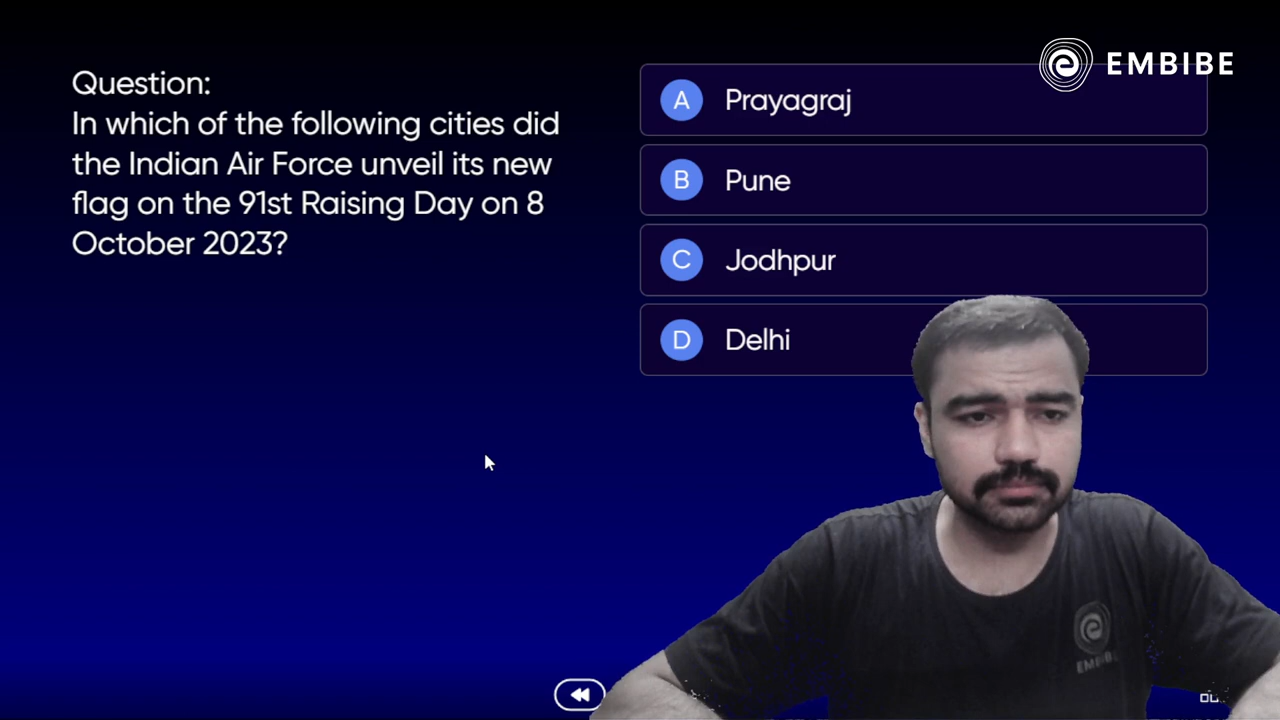 EMBIBE
Question:
In which of the following cities did
the Indian Air Force unveil its new
flag on the 91st Raising Day on 8
October 2023?
A Prayagraj
B Pune
C Jodhpur
D Delhi